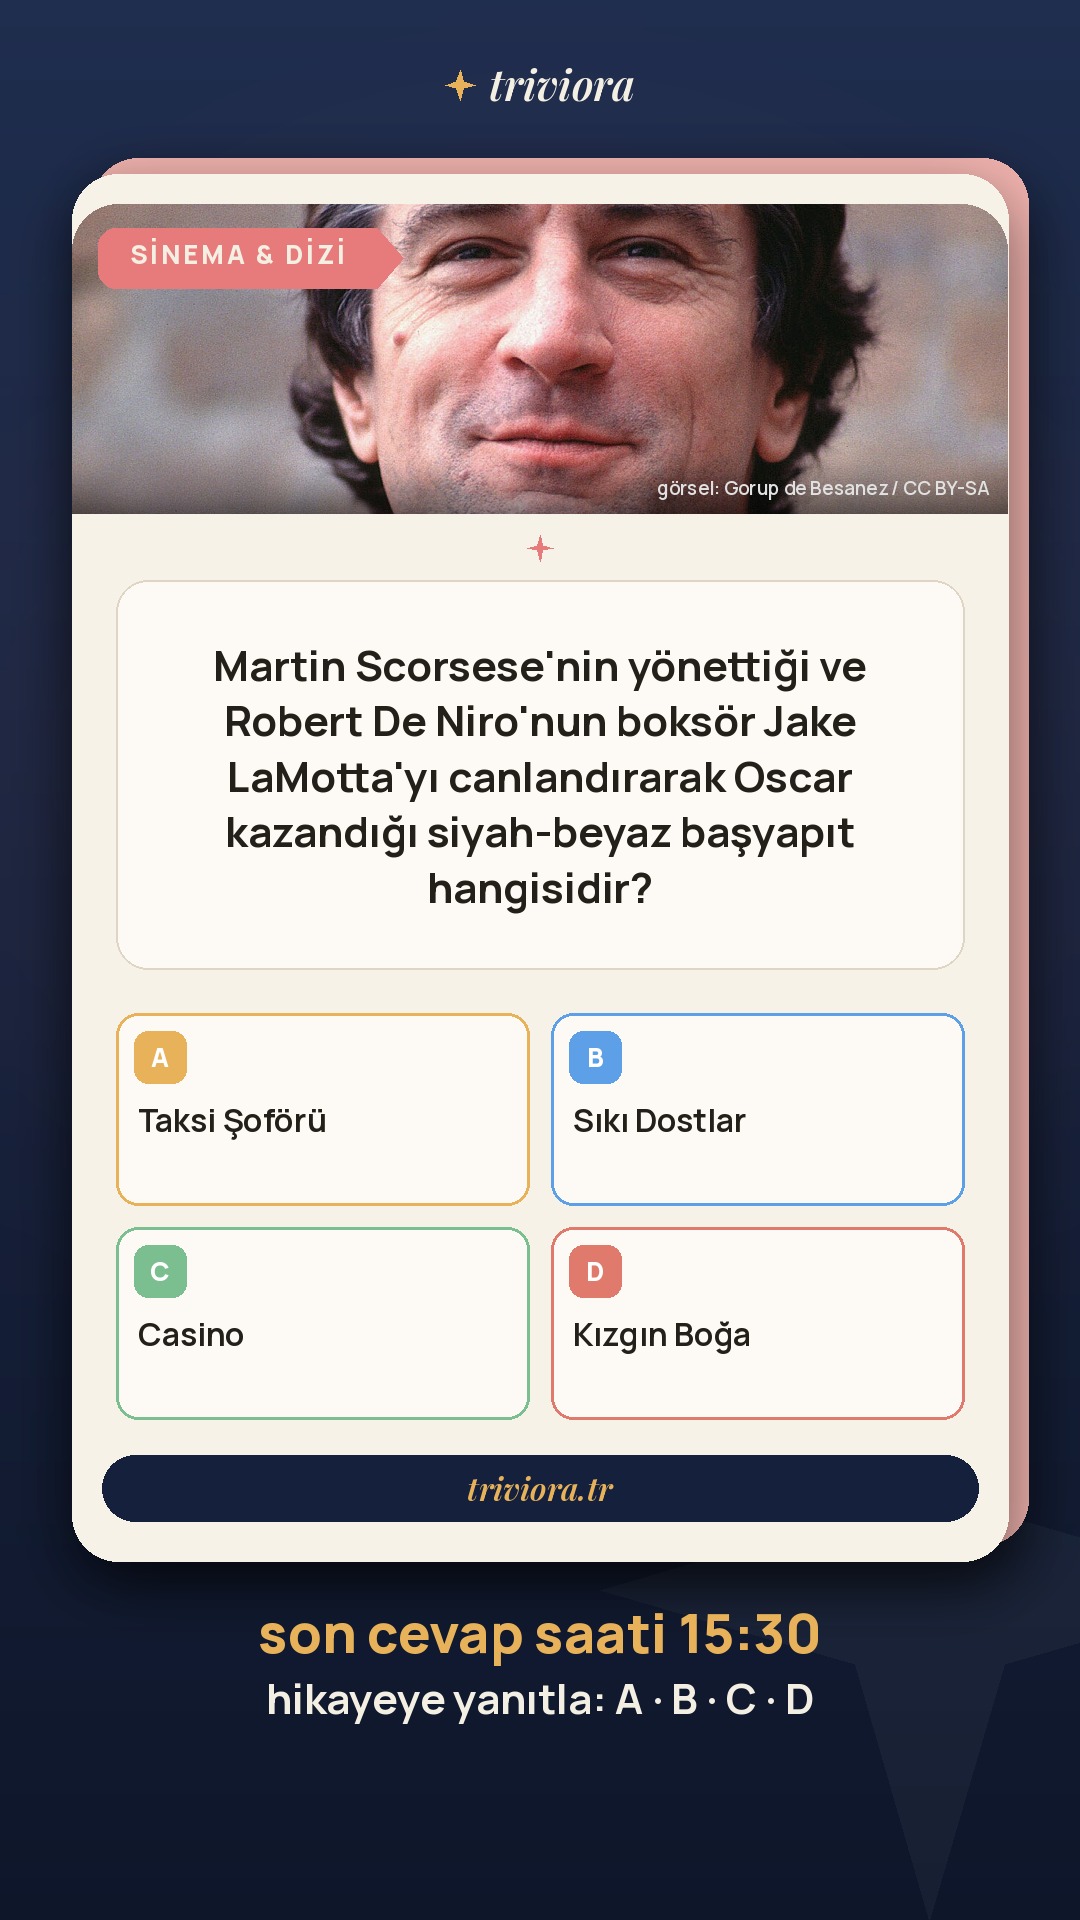 triviora
SİNEMA & DİZİ
görsel: Gorup de Besanez / CC BY-SA
Martin Scorsese'nin yönettiği ve
Robert De Niro'nun boksör Jake
LaMotta'yı canlandırarak Oscar
kazandığı siyah-beyaz başyapıt
hangisidir?
A
Taksi Şoförü
B
Sıkı Dostlar
C
Casino
D
Kızgın Boğa
triviora.tr
son cevap saati 15:30
hikayeye yanıtla: A · B · C · D